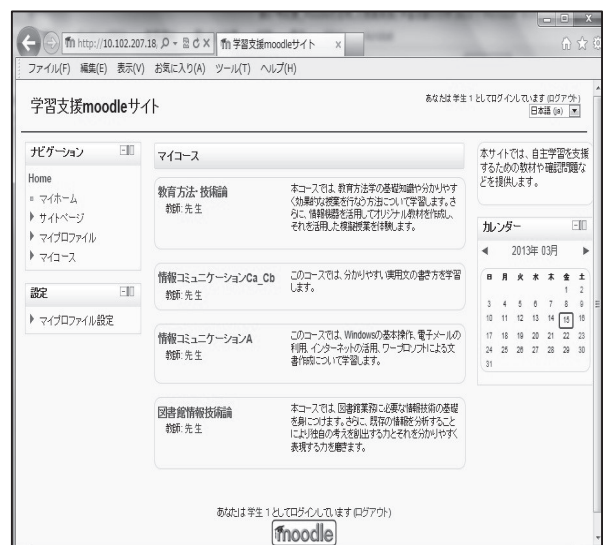 http://10.102.207.18,
学習支援moodleサイト
ファイル(F) 編集(E) 表示(V) お気に入り(A) ツール(T) ヘルプ(H)
学習支援moodleサイト
あなたは 学生 1 としてログインしています (ログアウト)
日本語 (ja)
ナビゲーション
Home
マイホーム
サイトページ
マイプロファイル
マイコース
設定
マイプロファイル設定
マイコース
教育方法・技術論
教師: 先生
本コースでは、教育方法学の基礎知識や分かりやす
く効果的な授業を行なう方法について学習します。さ
らに、情報機器を活用してオリジナル教材を作成し、
それを活用した模擬授業を体験します。
情報コミュニケーションCa_Cb
教師: 先生
このコースでは、分かりやすい実用文の書き方を学習
します。
情報コミュニケーションA
教師: 先生
このコースでは、Windowsの基本操作、電子メールの
利用、インターネットの活用、ワープロソフトによる文
書作成について学習します。
図書館情報技術論
教師: 先生
本コースでは、図書館業務に必要な情報技術の基礎
を身につけます。さらに、既存の情報を分析すること
により独自の考えを創出する力とそれを分かりやすく
表現する力を磨きます。
本サイトでは、自主学習を支援
するための教材や確認問題な
どを提供します。
カレンダー
2013年 03月
日 月 火 水 木 金 土
1 2
3 4 5 6 7 8 9
10 11 12 13 14 15 16
17 18 19 20 21 22 23
24 25 26 27 28 29 30
31
あなたは 学生 1 としてログインしています (ログアウト)
moodle